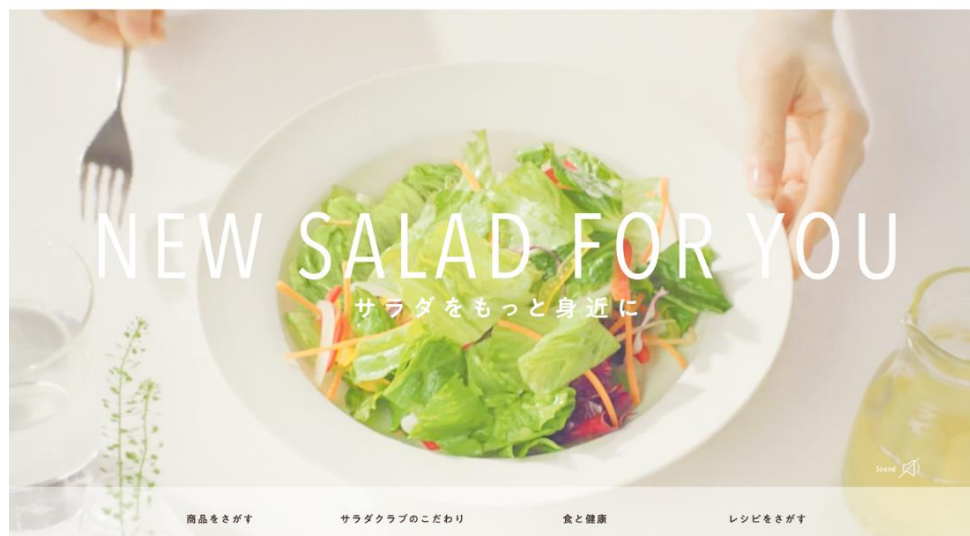 NEW SALAD FOR YOU
サラダをもっと身近に
Sound
商品をさがす
サラダクラブのこだわり
食と健康
レシピをさがす